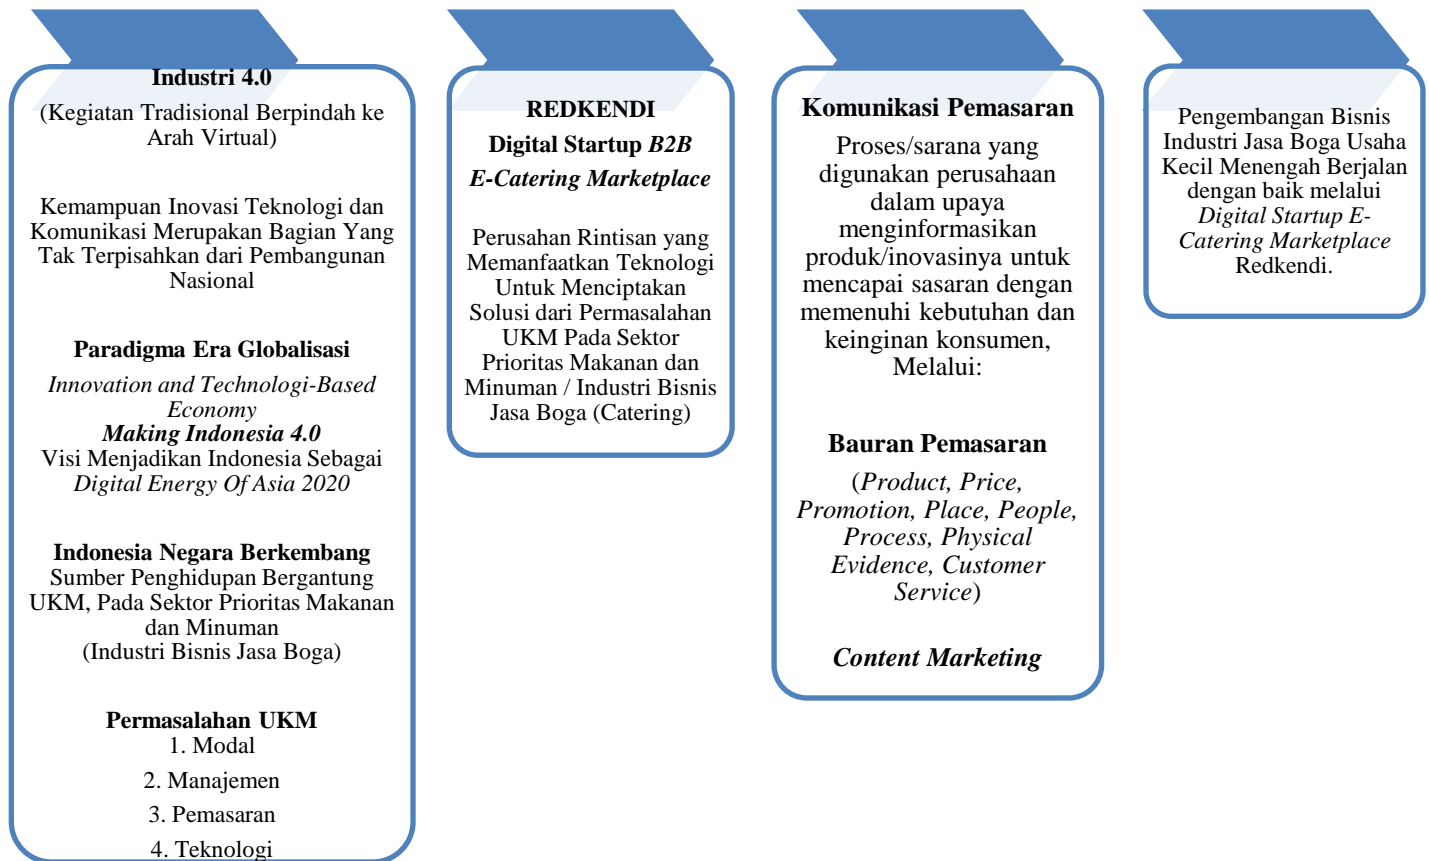 Industri 4.0
(Kegiatan Tradisional Berpindah ke
Arah Virtual)
Kemampuan Inovasi Teknologi dan
Komunikasi Merupakan Bagian Yang
Tak Terpisahkan dari Pembangunan
Nasional
Paradigma Era Globalisasi
Innovation and Technologi-Based
Economy
Making Indonesia 4.0
Visi Menjadikan Indonesia Sebagai
Digital Energy Of Asia 2020
Indonesia Negara Berkembang
Sumber Penghidupan Bergantung
UKM, Pada Sektor Prioritas Makanan
dan Minuman
(Industri Bisnis Jasa Boga)
Permasalahan UKM
1. Modal
2. Manajemen
3. Pemasaran
4. Teknologi
REDKENDI
Digital Startup B2B
E-Catering Marketplace
Perusahan Rintisan yang
Memanfaatkan Teknologi
Untuk Menciptakan
Solusi dari Permasalahan
UKM Pada Sektor
Prioritas Makanan dan
Minuman / Industri Bisnis
Jasa Boga (Catering)
Komunikasi Pemasaran
Proses/sarana yang
digunakan perusahaan
dalam upaya
menginformasikan
produk/inovasinya untuk
mencapai sasaran dengan
memenuhi kebutuhan dan
keinginan konsumen,
Melalui:
Bauran Pemasaran
(Product, Price,
Promotion, Place, People,
Process, Physical
Evidence, Customer
Service)
Content Marketing
Pengembangan Bisnis
Industri Jasa Boga Usaha
Kecil Menengah Berjalan
dengan baik melalui
Digital Startup E-
Catering Marketplace
Redkendi.